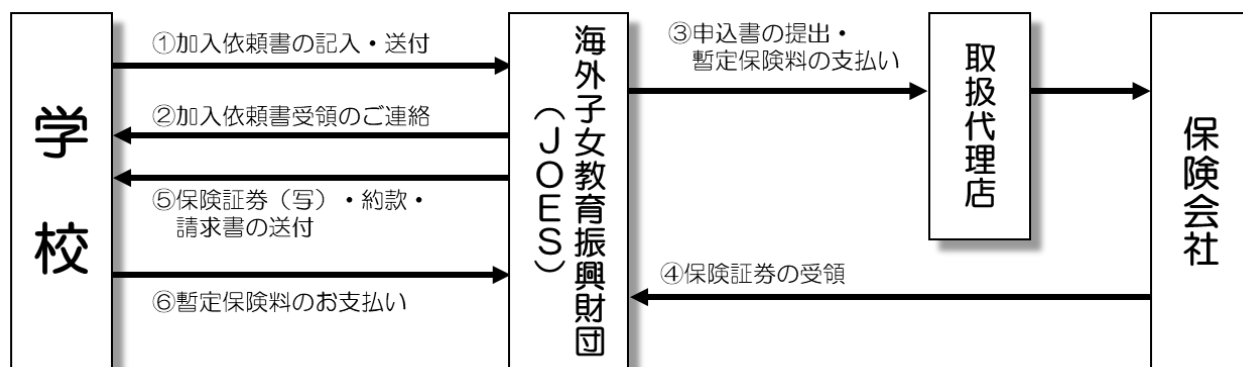 学校
①加入依頼書の記入・送付
②加入依頼書受領のご連絡
⑤保険証券（写）・約款・
請求書の送付
⑥暫定保険料のお支払い
海外子女教育振興財団
（ＪＯＥＳ）
③申込書の提出・
暫定保険料の支払い
取扱代理店
④保険証券の受領
保険会社